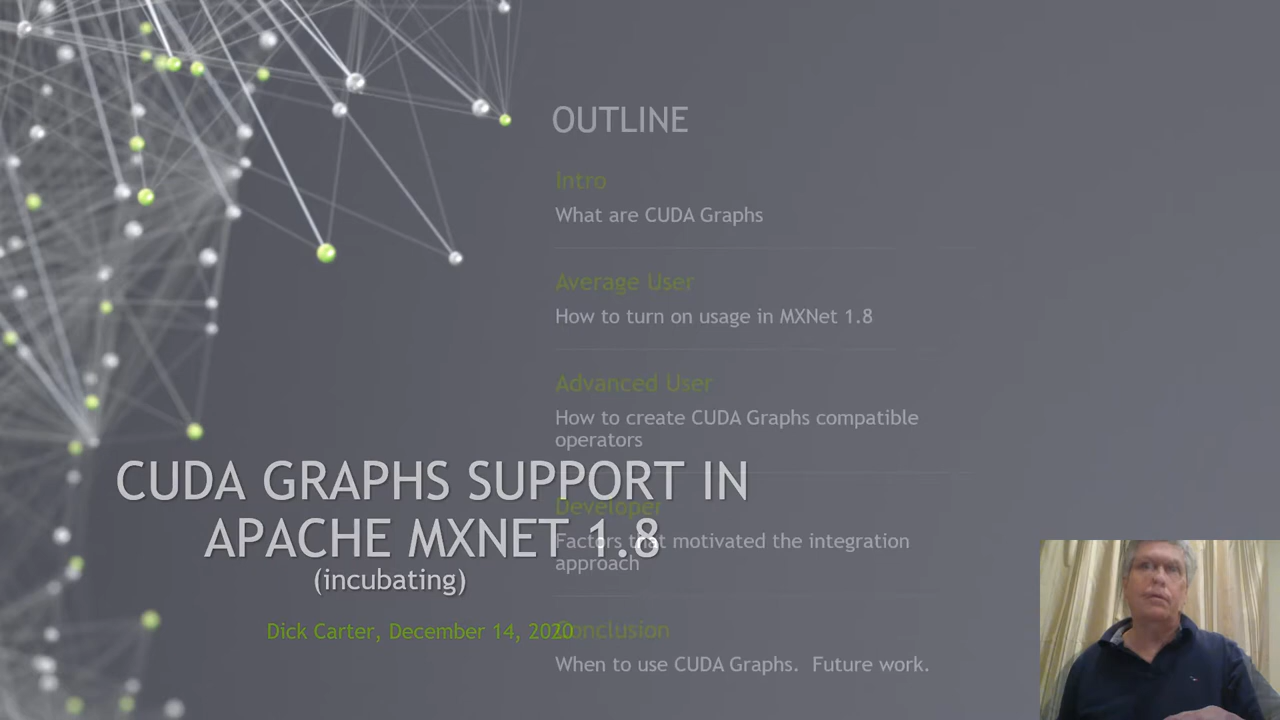 OUTLINE
Intro
What are CUDA Graphs
Average User
How to turn on usage in MXNet 1.8
Advanced User
How to create CUDA Graphs compatible
operators
CUDA GRAPHS SUPPORT IN
APACHE MXNET 1.8
(incubating)
Dick Carter, December 14, 2020
Developer
Factors that motivated the integration
approach
Conclusion
When to use CUDA Graphs. Future work.